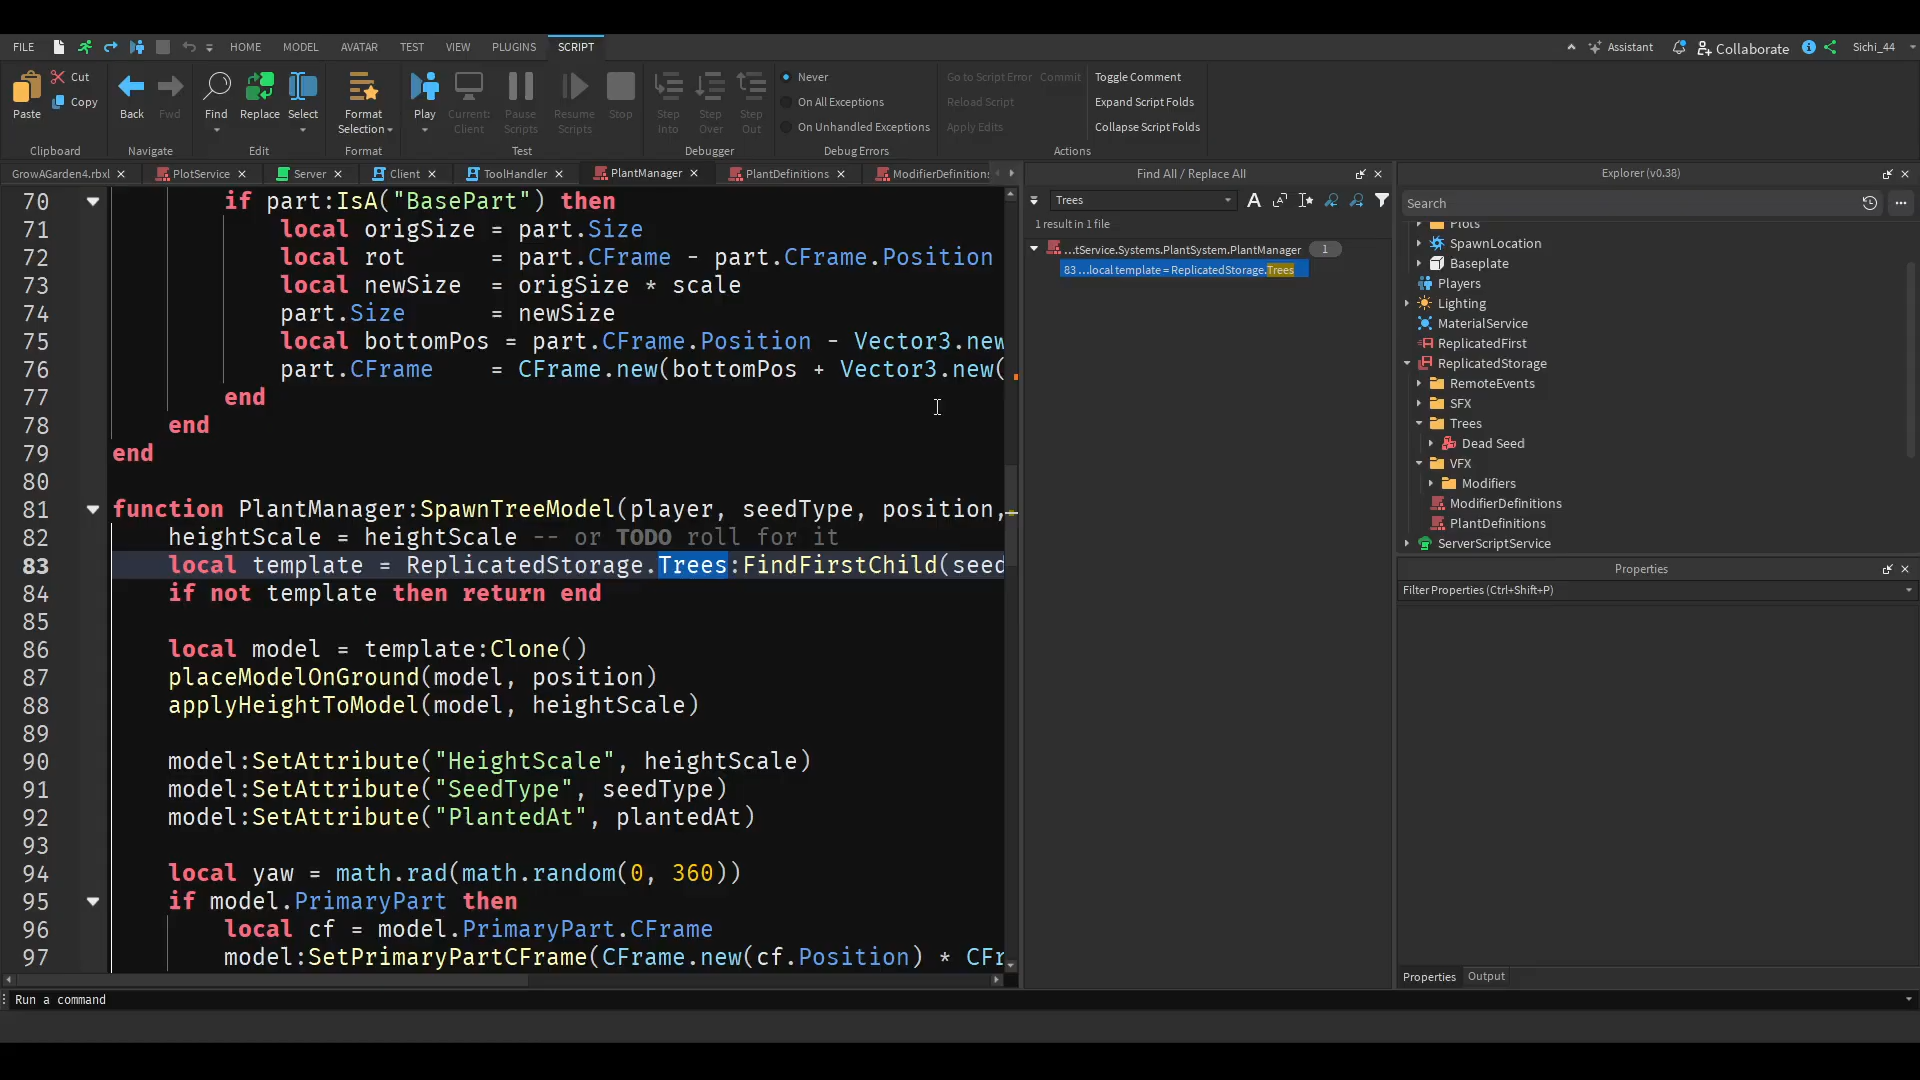 FILE HOME MODEL AVATAR TEST VIEW PLUGINS SCRIPT Assistant Collaborate Sichi_44
Paste Cut Copy
Clipboard
Back Fwd
Navigate
Find Replace Select
Edit
Format Selection
Format
Play Current: Client Pause Scripts Resume Scripts Stop
Test
Step Into Step Over Step Out
Debugger
Never
On All Exceptions
On Unhandled Exceptions
Debug Errors
Go to Script Error Commit
Reload Script
Apply Edits
Toggle Comment
Expand Script Folds
Collapse Script Folds
Actions
GrowAGarden4.rbxl PlotService Server Client ToolHandler PlantManager PlantDefinitions ModifierDefinitions
70 if part:IsA("BasePart") then
71 local origSize = part.Size
72 local rot = part.CFrame - part.CFrame.Position
73 local newSize = origSize * scale
74 part.Size = newSize
75 local bottomPos = part.CFrame.Position - Vector3.new
76 part.CFrame = CFrame.new(bottomPos + Vector3.new(
77 end
78 end
79 end
80
81 function PlantManager:SpawnTreeModel(player, seedType, position,
82 heightScale = heightScale -- or TODO roll for it
83 local template = ReplicatedStorage.Trees:FindFirstChild(seed
84 if not template then return end
85
86 local model = template:Clone()
87 placeModelOnGround(model, position)
88 applyHeightToModel(model, heightScale)
89
90 model:SetAttribute("HeightScale", heightScale)
91 model:SetAttribute("SeedType", seedType)
92 model:SetAttribute("PlantedAt", plantedAt)
93
94 local yaw = math.rad(math.random(0, 360))
95 if model.PrimaryPart then
96 local cf = model.PrimaryPart.CFrame
97 model:SetPrimaryPartCFrame(CFrame.new(cf.Position) * CFr
Run a command
Find All / Replace All
Trees
1 result in 1 file
...tService.Systems.PlantSystem.PlantManager 1
83 ...local template = ReplicatedStorage.Trees
Explorer (v0.38)
Search
Plots
SpawnLocation
Baseplate
Players
Lighting
MaterialService
ReplicatedFirst
ReplicatedStorage
RemoteEvents
SFX
Trees
Dead Seed
VFX
Modifiers
ModifierDefinitions
PlantDefinitions
ServerScriptService
Properties
Filter Properties (Ctrl+Shift+P)
Properties Output